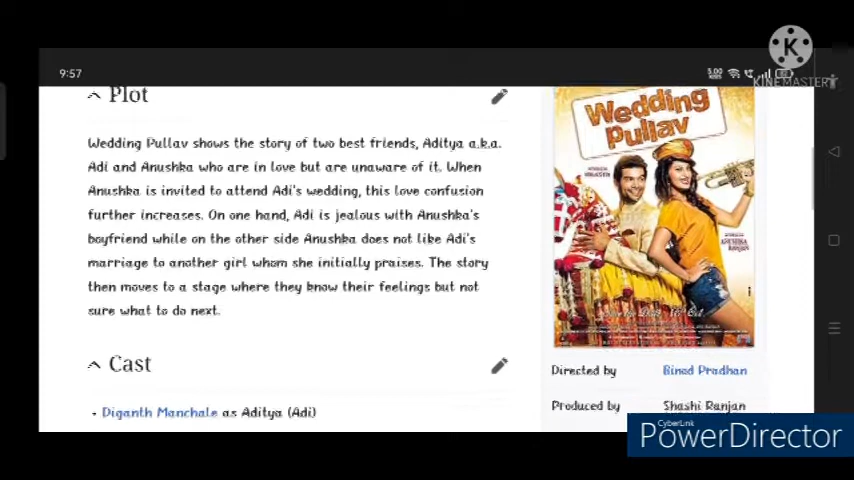 9:57
5.00
KINEMASTER
Plot
Wedding Pullav shows the story of two best friends, Aditya a.k.a.
Adi and Anushka who are in love but are unaware of it. When
Anushka is invited to attend Adi's wedding, this love confusion
further increases. On one hand, Adi is jealous with Anushka's
boyfriend while on the other side Anushka does not like Adi's
marriage to another girl whom she initially praises. The story
then moves to a stage where they know their feelings but not
sure what to do next.
Cast
• Diganth Manchale as Aditya (Adi)
Wedding
Pullav
ANUSHKA
RANJAN
Directed by Binod Pradhan
Produced by Shashi Ranjan
CyberLink
PowerDirector